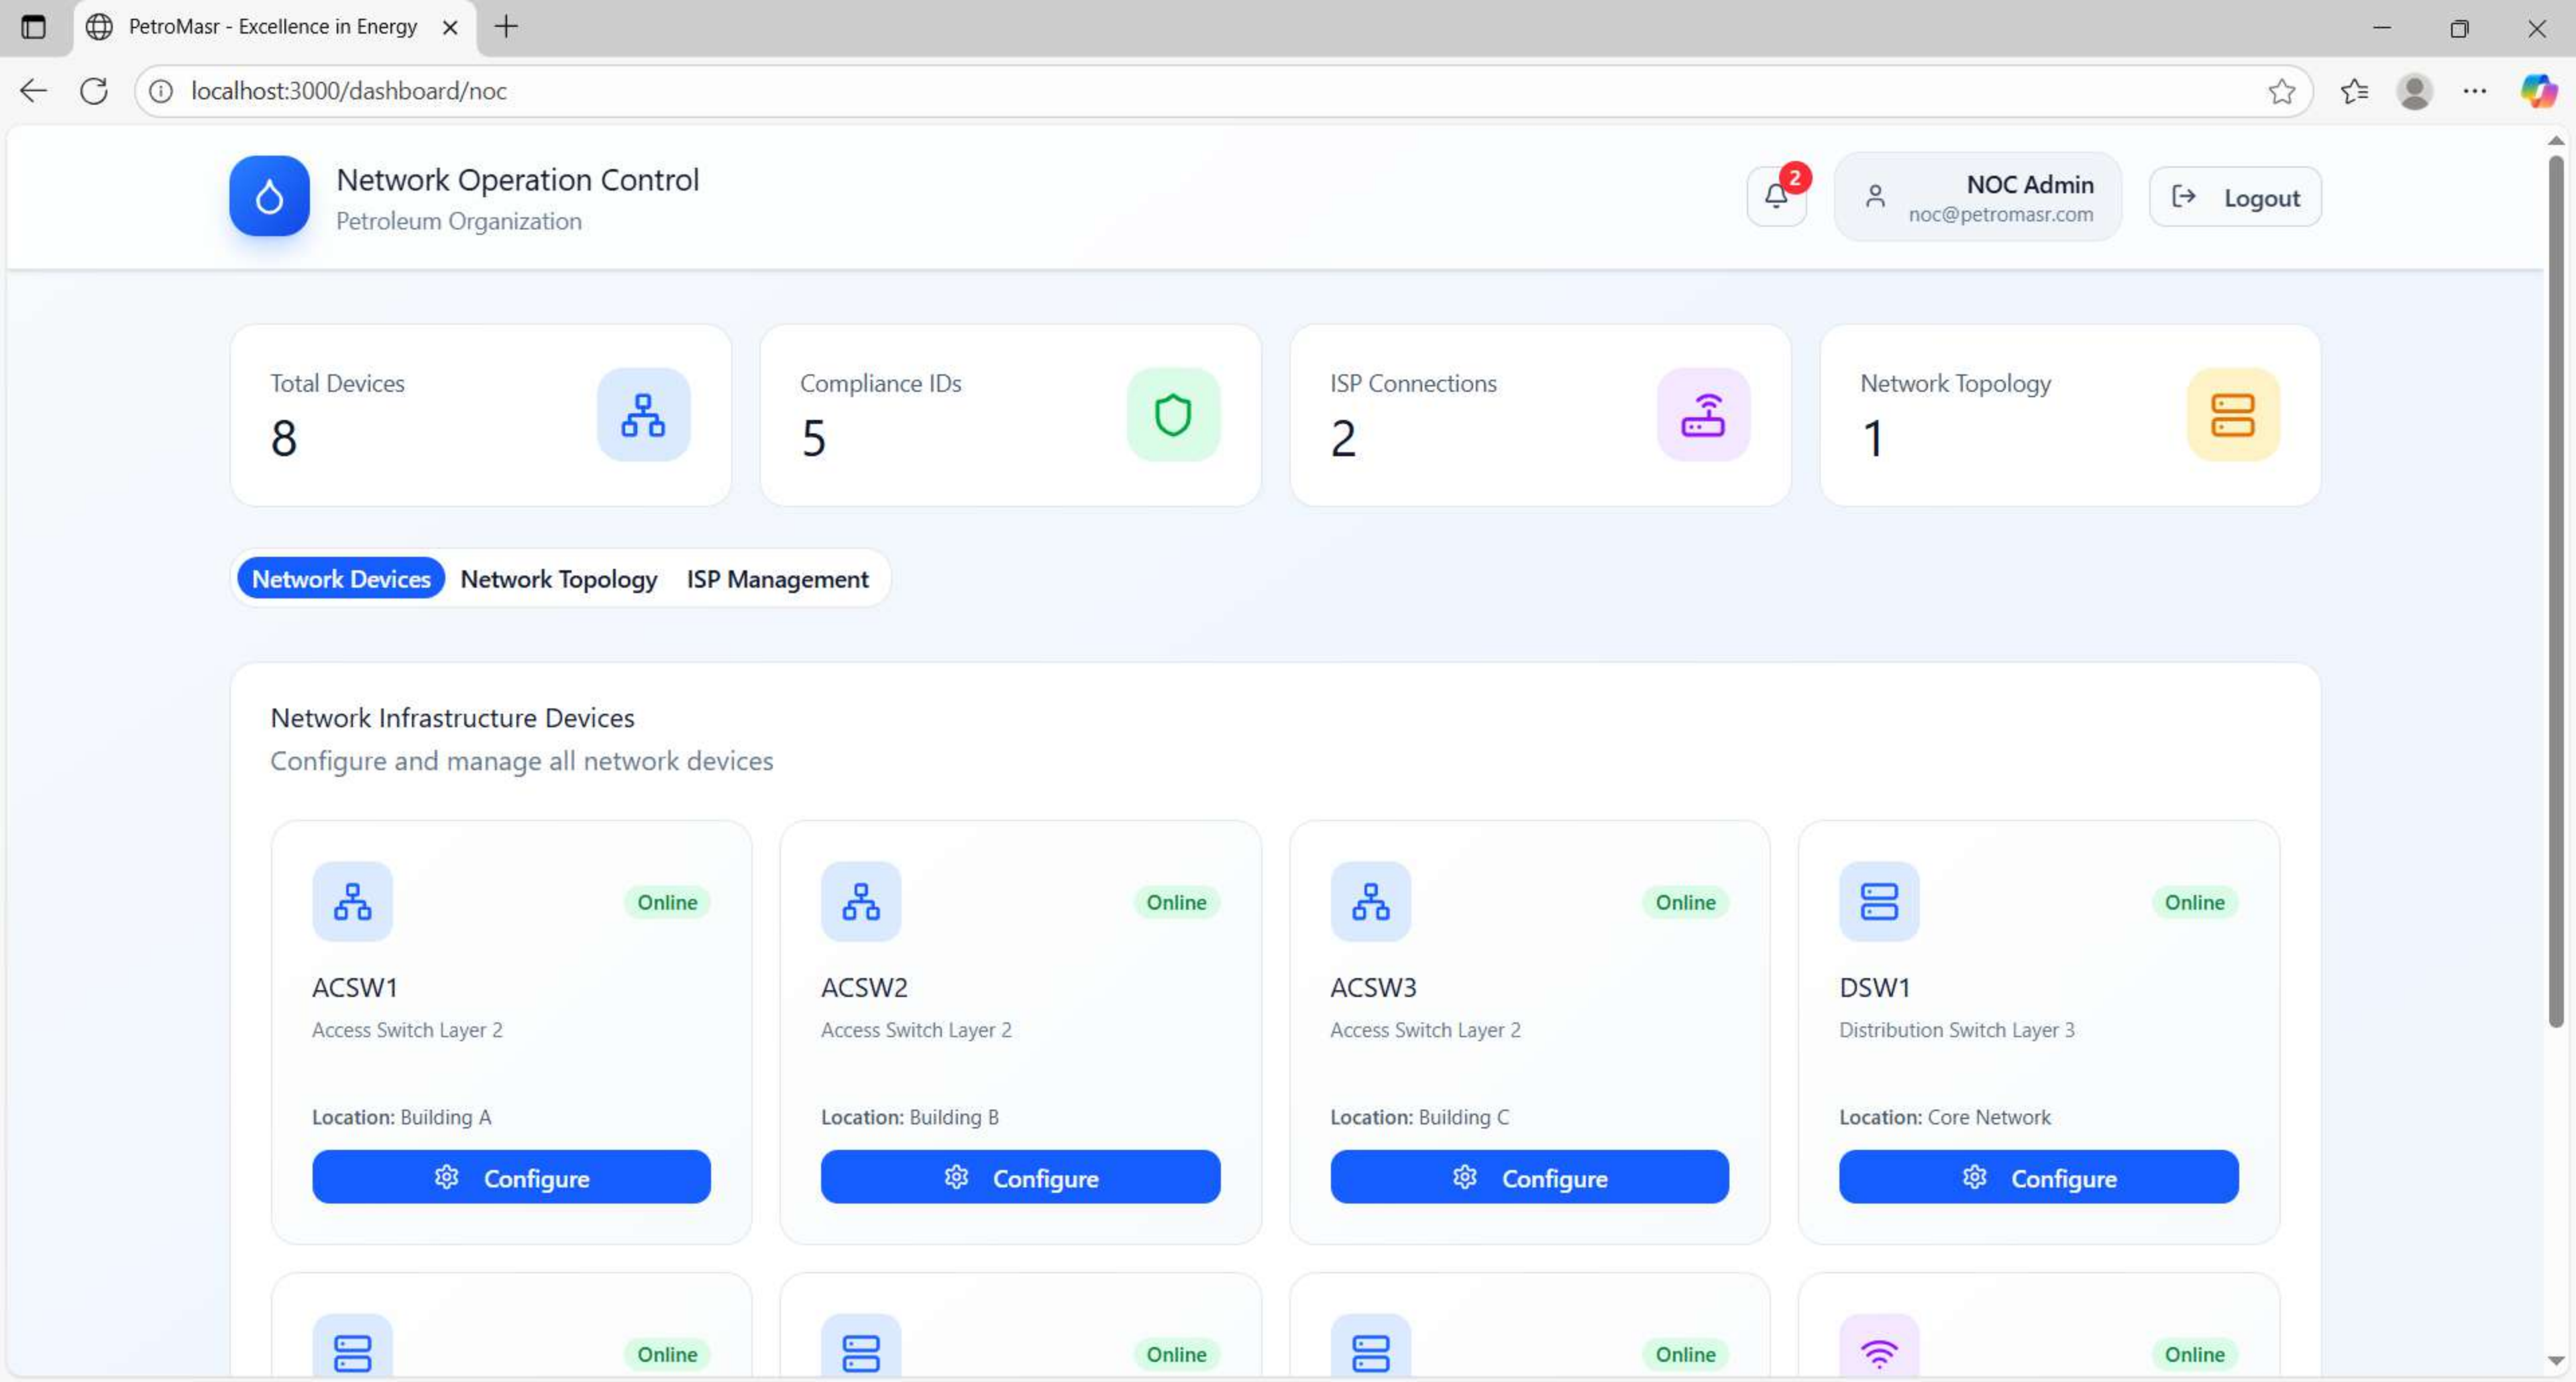 PetroMasr - Excellence in Energy
localhost:3000/dashboard/noc
Network Operation Control
Petroleum Organization
2
NOC Admin
noc@petromasr.com
Logout
Total Devices
8
Compliance IDs
5
ISP Connections
2
Network Topology
1
Network Devices
Network Topology
ISP Management
Network Infrastructure Devices
Configure and manage all network devices
Online
ACSW1
Access Switch Layer 2
Location: Building A
Configure
Online
ACSW2
Access Switch Layer 2
Location: Building B
Configure
Online
ACSW3
Access Switch Layer 2
Location: Building C
Configure
Online
DSW1
Distribution Switch Layer 3
Location: Core Network
Configure
Online
Online
Online
Online